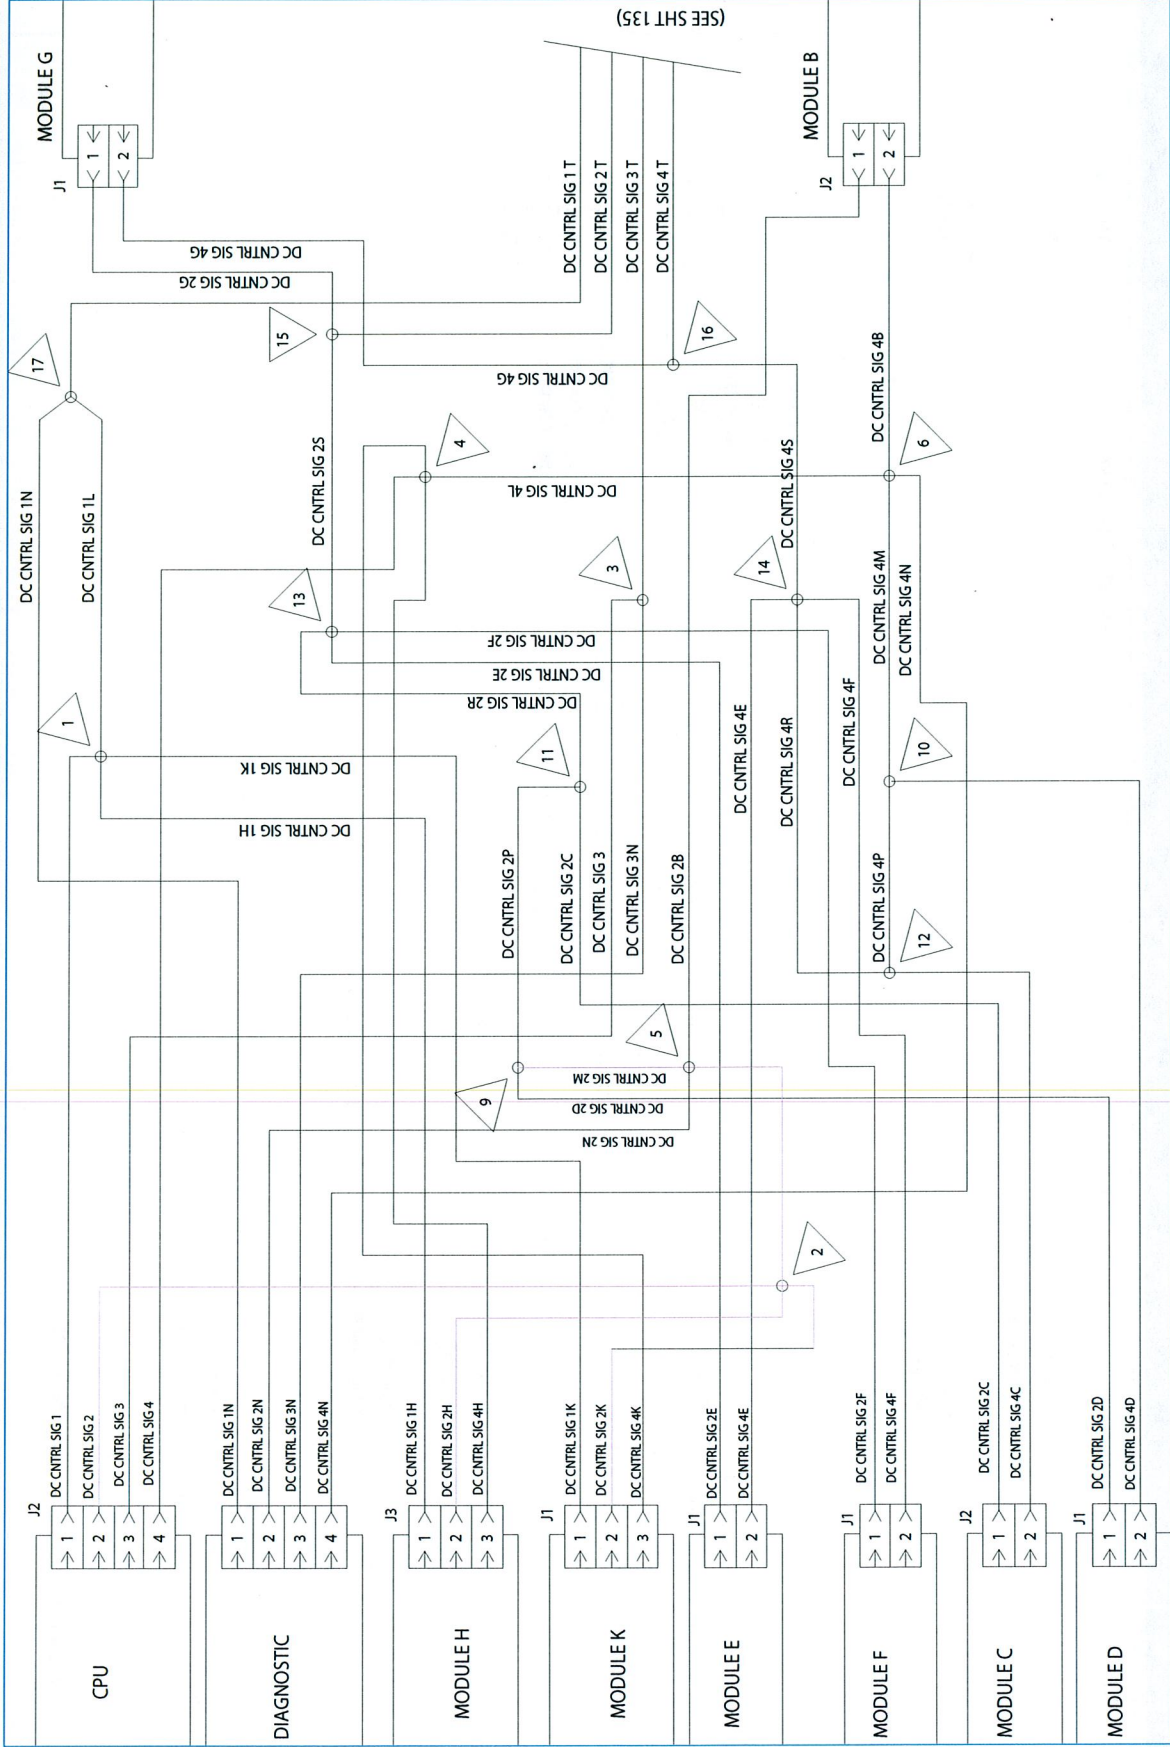 (SEE SHT 135)
MODULE G
J1
1
2
MODULE B
J2
1
2
DC CNTRL SIG 1 T
DC CNTRL SIG 2 T
DC CNTRL SIG 3 T
DC CNTRL SIG 4 T
DC CNTRL SIG 4G
DC CNTRL SIG 2G
17
15
16
DC CNTRL SIG 4G
DC CNTRL SIG 4B
DC CNTRL SIG 1N
DC CNTRL SIG 1L
DC CNTRL SIG 2S
4
DC CNTRL SIG 4L
DC CNTRL SIG 4S
6
13
3
14
DC CNTRL SIG 4M
DC CNTRL SIG 4N
DC CNTRL SIG 2F
DC CNTRL SIG 2E
DC CNTRL SIG 2R
1
DC CNTRL SIG 1K
DC CNTRL SIG 1H
11
DC CNTRL SIG 4E
DC CNTRL SIG 4R
DC CNTRL SIG 4F
10
DC CNTRL SIG 2P
DC CNTRL SIG 2C
DC CNTRL SIG 3
DC CNTRL SIG 3N
DC CNTRL SIG 2B
DC CNTRL SIG 4P
12
5
9
DC CNTRL SIG 2M
DC CNTRL SIG 2D
DC CNTRL SIG 2N
2
CPU
J2
1
DC CNTRL SIG 1
2
DC CNTRL SIG 2
3
DC CNTRL SIG 3
4
DC CNTRL SIG 4
DIAGNOSTIC
1
DC CNTRL SIG 1N
2
DC CNTRL SIG 2N
3
DC CNTRL SIG 3N
4
DC CNTRL SIG 4N
MODULE H
J3
1
DC CNTRL SIG 1H
2
DC CNTRL SIG 2H
3
DC CNTRL SIG 4H
MODULE K
J1
1
DC CNTRL SIG 1K
2
DC CNTRL SIG 2K
3
DC CNTRL SIG 4K
MODULE E
J1
1
DC CNTRL SIG 2E
2
DC CNTRL SIG 4E
MODULE F
J1
1
DC CNTRL SIG 2F
2
DC CNTRL SIG 4F
MODULE C
J2
1
DC CNTRL SIG 2C
2
DC CNTRL SIG 4C
MODULE D
J1
1
DC CNTRL SIG 2D
2
DC CNTRL SIG 4D